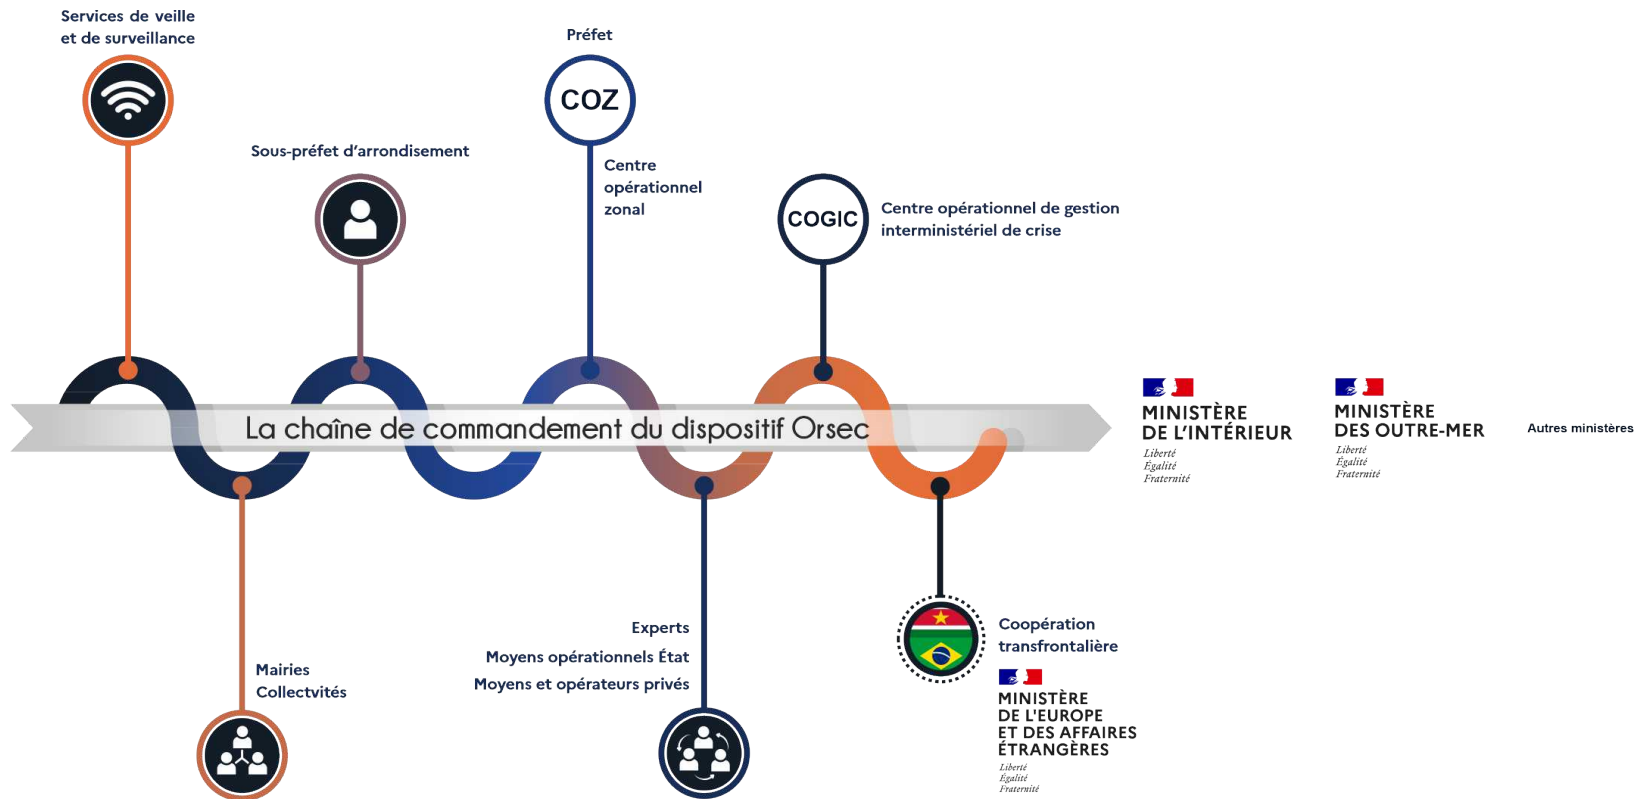 Services de veille
et de surveillance
Préfet
COZ
Centre
opérationnel
zonal
Sous-préfet d'arrondisement
COGIC
Centre opérationnel de gestion
interministériel de crise
La chaîne de commandement du dispositif Orsec
MINISTÈRE
DE L'INTÉRIEUR
Liberté
Égalité
Fraternité
MINISTÈRE
DES OUTRE-MER
Liberté
Égalité
Fraternité
Autres ministères
Mairies
Collectvités
Experts
Moyens opérationnels État
Moyens et opérateurs privés
Coopération
transfrontalière
MINISTÈRE
DE L'EUROPE
ET DES AFFAIRES
ÉTRANGÈRES
Liberté
Égalité
Fraternité